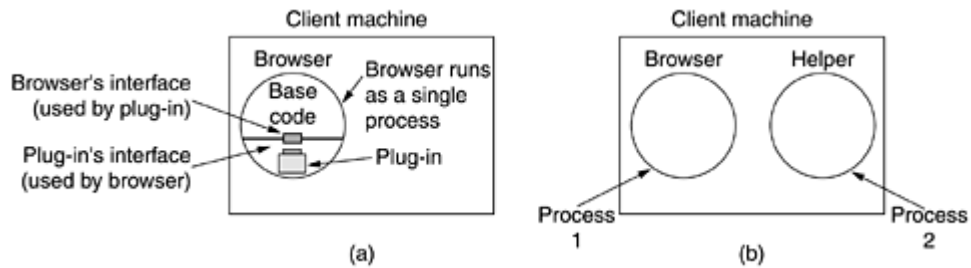 Client machine
Browser
Browser's interface
(used by plug-in)
Base
code
Browser runs
as a single
process
Plug-in's interface
(used by browser)
Plug-in
(a)
Client machine
Browser
Helper
Process
1
Process
2
(b)